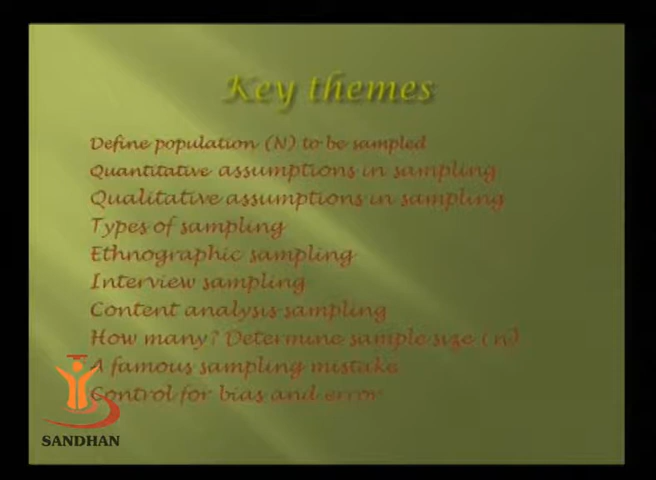 Key themes
Define population (N) to be sampled
Quantitative assumptions in sampling
Qualitative assumptions in sampling
Types of sampling
Ethnographic sampling
Interview sampling
Content analysis sampling
How many? Determine sample size (n)
A famous sampling mistake
Control for bias and error
SANDHAN